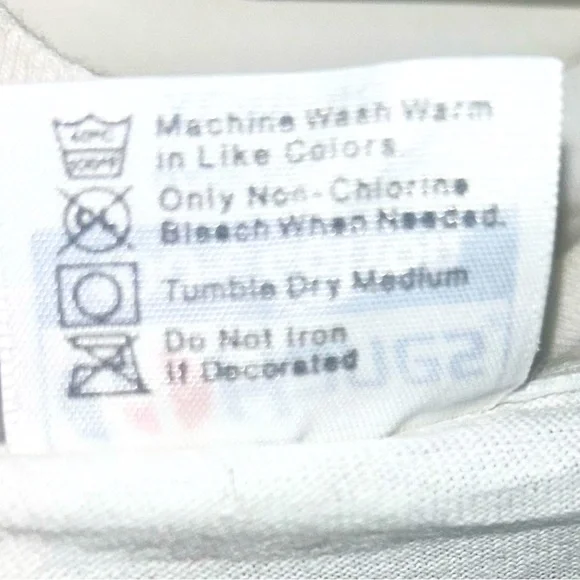 Machine Wash Warm
in Like Colors.
Only Non-Chlorine
Bleach When Needed.
Tumble Dry Medium
Do Not Iron
If Decorated